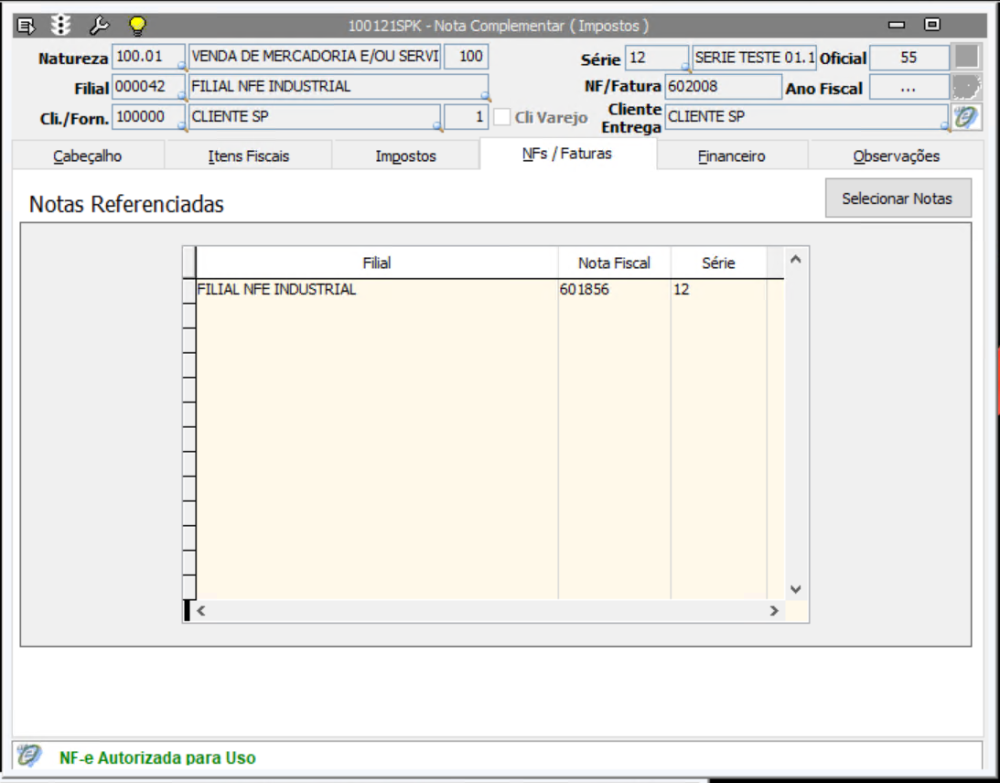 100121SPK - Nota Complementar ( Impostos )
Natureza 100.01 VENDA DE MERCADORIA E/OU SERVI 100 Série 12 SERIE TESTE 01.1 Oficial 55
Filial 000042 FILIAL NFE INDUSTRIAL NF/Fatura 602008 Ano Fiscal ...
Cli./Forn. 100000 CLIENTE SP 1 Cli Varejo Cliente Entrega CLIENTE SP
Cabeçalho Itens Fiscais Impostos NFs / Faturas Financeiro Observações
Notas Referenciadas Selecionar Notas
Filial Nota Fiscal Série
FILIAL NFE INDUSTRIAL 601856 12
NF-e Autorizada para Uso